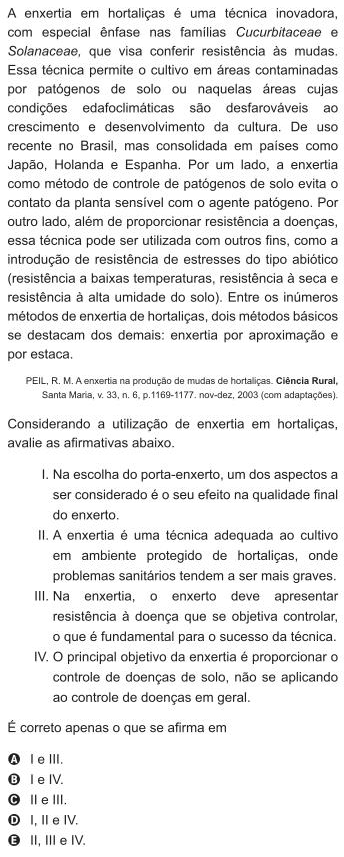 A enxertia em hortaliças é uma técnica inovadora,
com especial ênfase nas famílias Cucurbitaceae e
Solanaceae, que visa conferir resistência às mudas.
Essa técnica permite o cultivo em áreas contaminadas
por patógenos de solo ou naquelas áreas cujas
condições edafoclimáticas são desfarováveis ao
crescimento e desenvolvimento da cultura. De uso
recente no Brasil, mas consolidada em países como
Japão, Holanda e Espanha. Por um lado, a enxertia
como método de controle de patógenos de solo evita o
contato da planta sensível com o agente patógeno. Por
outro lado, além de proporcionar resistência a doenças,
essa técnica pode ser utilizada com outros fins, como a
introdução de resistência de estresses do tipo abiótico
(resistência a baixas temperaturas, resistência à seca e
resistência à alta umidade do solo). Entre os inúmeros
métodos de enxertia de hortaliças, dois métodos básicos
se destacam dos demais: enxertia por aproximação e
por estaca.
PEIL, R. M. A enxertia na produção de mudas de hortaliças. Ciência Rural,
Santa Maria, v. 33, n. 6, p.1169-1177. nov-dez, 2003 (com adaptações).
Considerando a utilização de enxertia em hortaliças,
avalie as afirmativas abaixo.
I. Na escolha do porta-enxerto, um dos aspectos a
ser considerado é o seu efeito na qualidade final
do enxerto.
II. A enxertia é uma técnica adequada ao cultivo
em ambiente protegido de hortaliças, onde
problemas sanitários tendem a ser mais graves.
III. Na enxertia, o enxerto deve apresentar
resistência à doença que se objetiva controlar,
o que é fundamental para o sucesso da técnica.
IV. O principal objetivo da enxertia é proporcionar o
controle de doenças de solo, não se aplicando
ao controle de doenças em geral.
É correto apenas o que se afirma em
A I e III.
B I e IV.
C II e III.
D I, II e IV.
E II, III e IV.